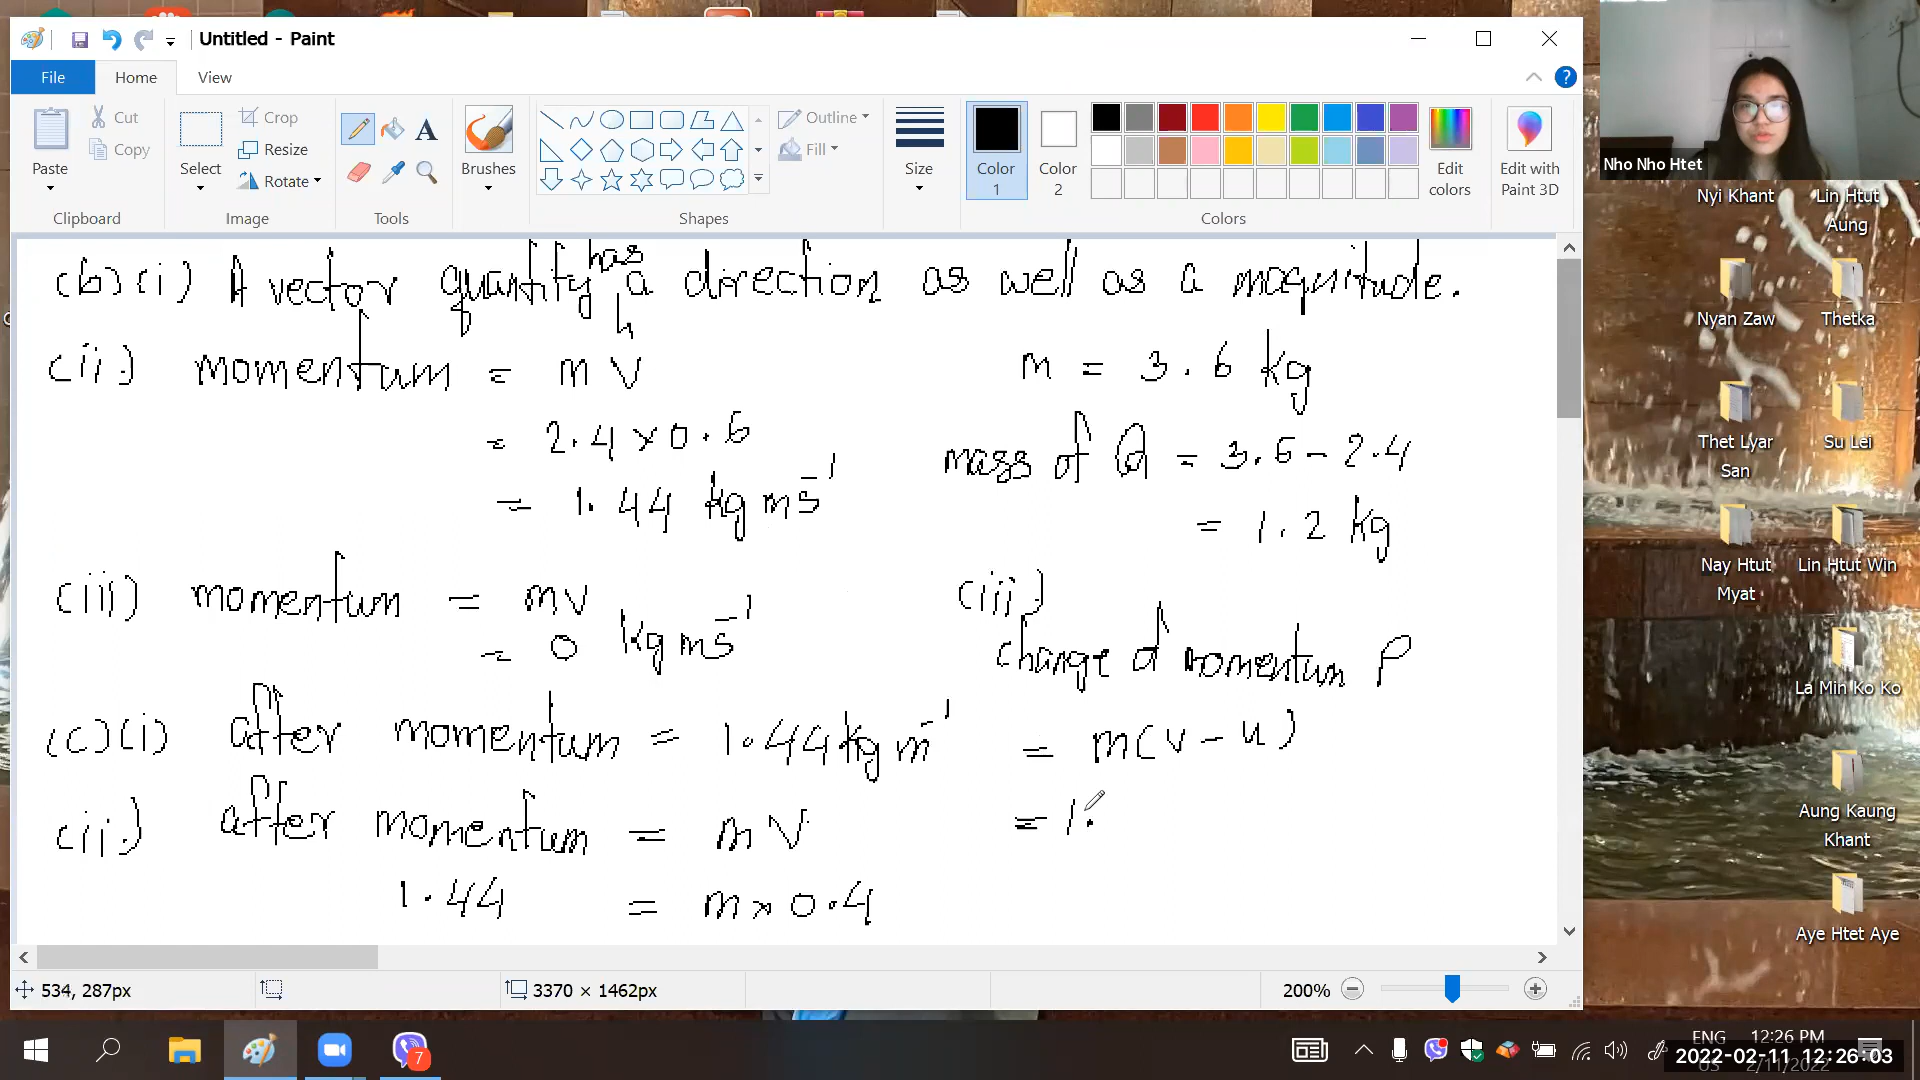 Untitled - Paint
File
Home
View
Paste
Cut
Copy
Clipboard
Select
Crop
Resize
Rotate
Image
Tools
Brushes
Shapes
Outline
Fill
Size
Color 1
Color 2
Colors
Edit colors
Edit with Paint 3D
(b)(i) A vector quantity has a direction as well as a magnitude.
(ii) momentum = mv
= 2.4 × 0.6
= 1.44 kg ms⁻¹
m = 3.6 kg
mass of Q = 3.6 - 2.4
= 1.2 kg
(iii) momentum = mv
= 0 kg ms⁻¹
(c)(i) after momentum = 1.44 kg m⁻¹
(ii) after momentum = mv
1.44 = m × 0.4
(iii)
change of momentum P
= m(v - u)
= 1.
534, 287px
3370 × 1462px
200%
Nho Nho Htet
Nyi Khant
Lin Htut Aung
Nyan Zaw
Thetka
Thet Lyar San
Su Lei
Nay Htut Myat
Lin Htut Win
La Min Ko Ko
Aung Kaung Khant
Aye Htet Aye
7
ENG
12:26 PM
2022-02-11 12:26:03